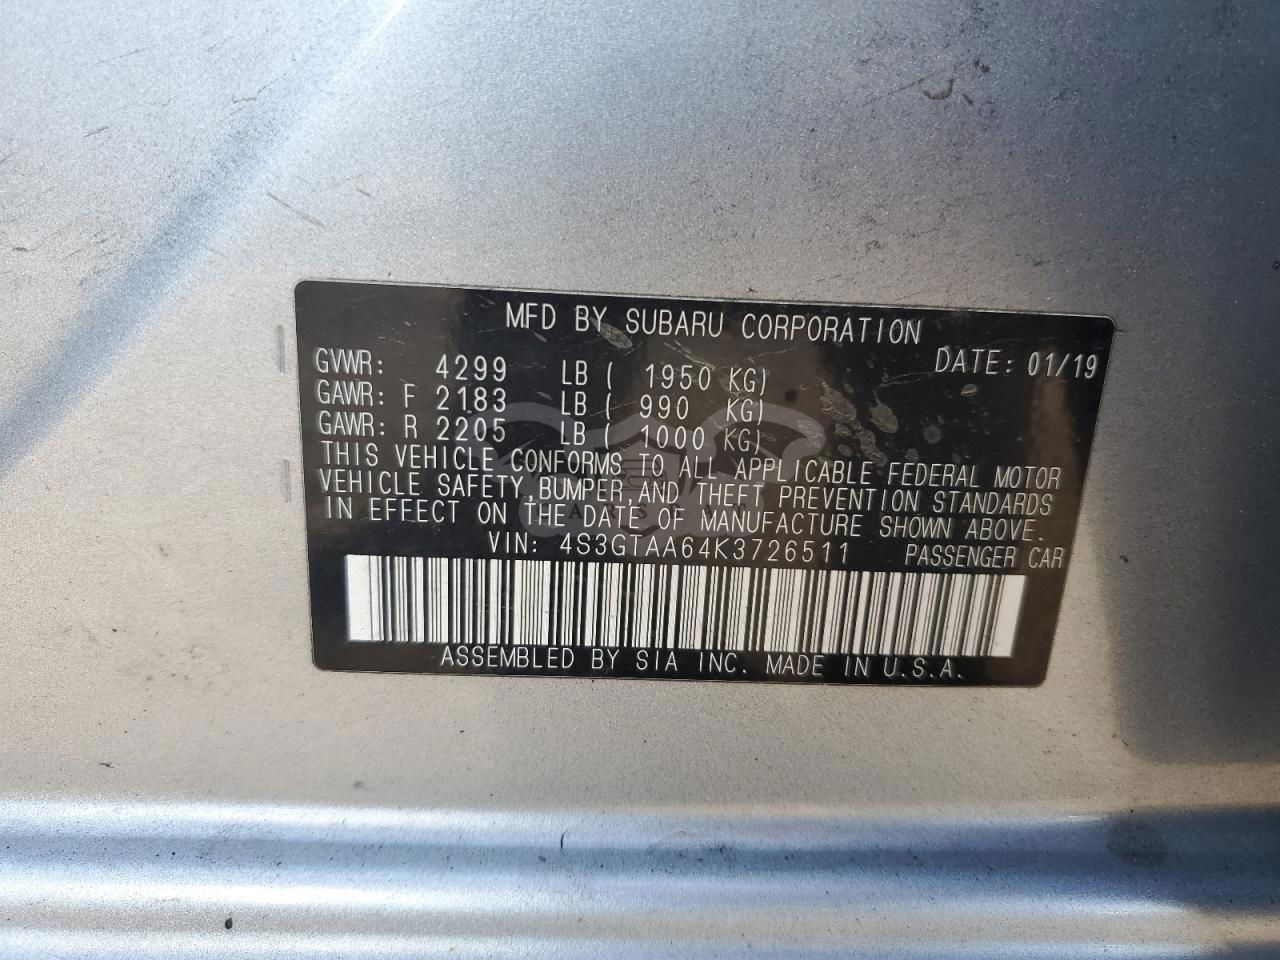 MFD BY SUBARU CORPORATION
GVWR: 4299 LB ( 1950 KG) DATE: 01/19
GAWR: F 2183 LB ( 990 KG)
GAWR: R 2205 LB ( 1000 KG)
THIS VEHICLE CONFORMS TO ALL APPLICABLE FEDERAL MOTOR
VEHICLE SAFETY,BUMPER,AND THEFT PREVENTION STANDARDS
IN EFFECT ON THE DATE OF MANUFACTURE SHOWN ABOVE.
VIN: 4S3GTAA64K3726511 PASSENGER CAR
ASSEMBLED BY SIA INC. MADE IN U.S.A.